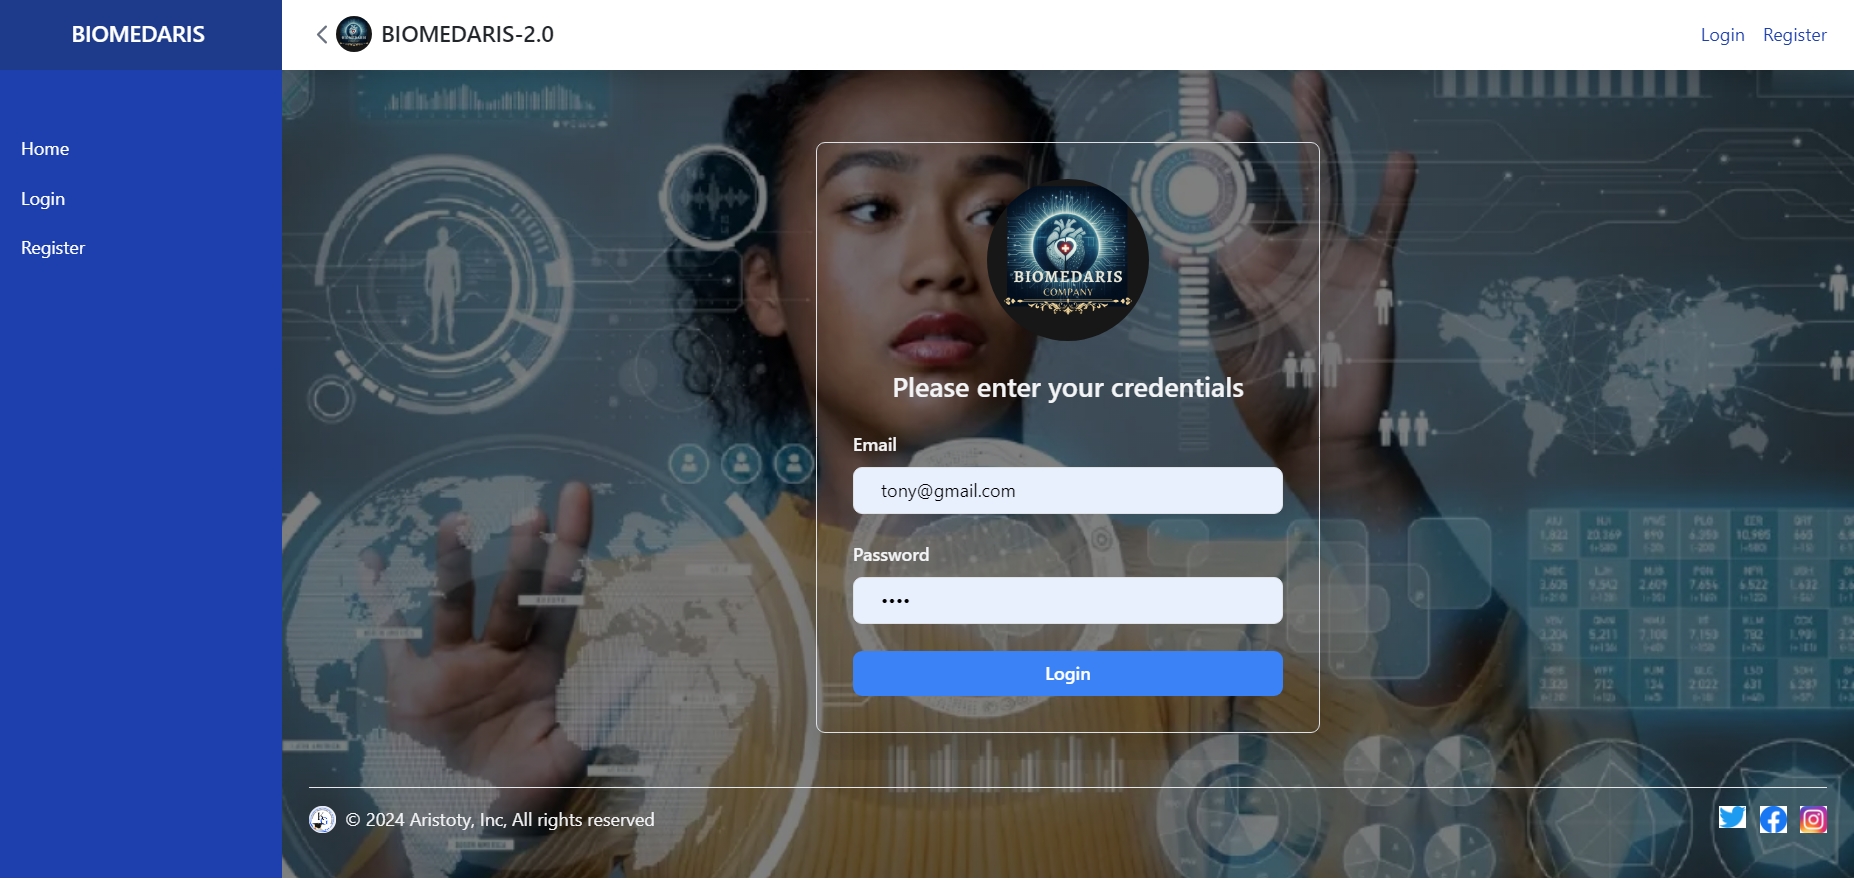 BIOMEDARIS
BIOMEDARIS-2.0
Login
Register
Home
Login
Register
BIOMEDARIS
COMPANY
Please enter your credentials
Email
tony@gmail.com
Password
••••
Login
© 2024 Aristoty, Inc, All rights reserved